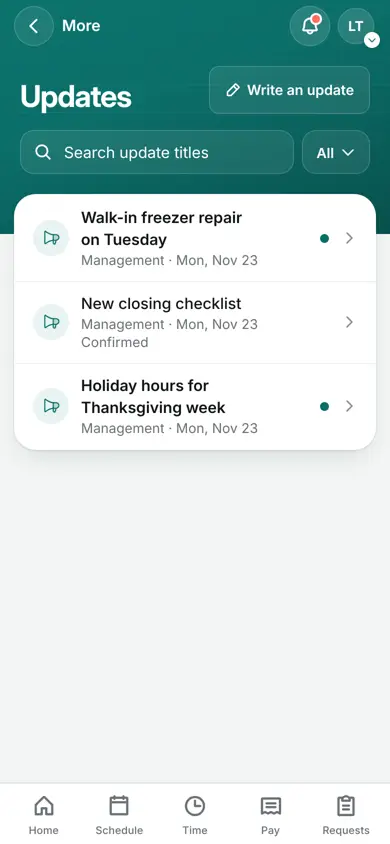 More
LT
Updates
Write an update
Search update titles
All
Walk-in freezer repair
on Tuesday
Management · Mon, Nov 23
New closing checklist
Management · Mon, Nov 23
Confirmed
Holiday hours for
Thanksgiving week
Management · Mon, Nov 23
Home
Schedule
Time
Pay
Requests